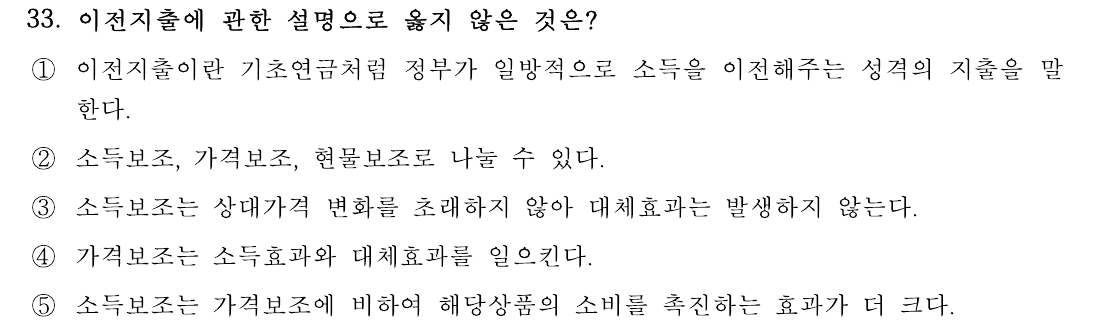 33. 이전지출에 관한 설명으로 옳지 않은 것은?
① 이전지출이란 기초연금처럼 정부가 일방적으로 소득을 이전해주는 성격의 지출을 말
한다.
② 소득보조, 가격보조, 현물보조로 나눌 수 있다.
③ 소득보조는 상대가격 변화를 초래하지 않아 대체효과는 발생하지 않는다.
④ 가격보조는 소득효과와 대체효과를 일으킨다.
⑤ 소득보조는 가격보조에 비하여 해당상품의 소비를 촉진하는 효과가 더 크다.